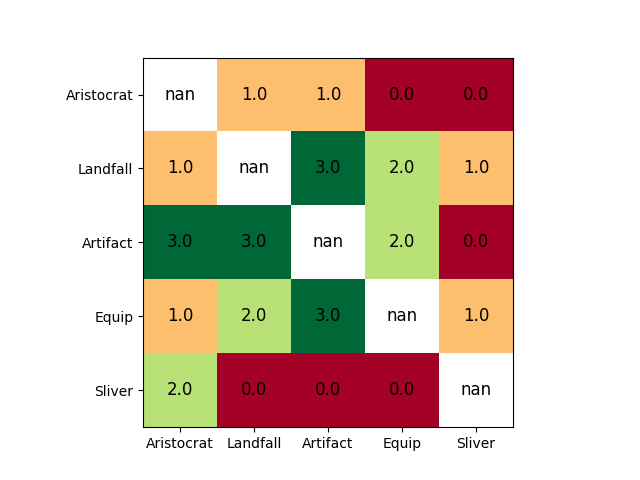 Aristocrat nan 1.0 1.0 0.0 0.0
Landfall 1.0 nan 3.0 2.0 1.0
Artifact 3.0 3.0 nan 2.0 0.0
Equip 1.0 2.0 3.0 nan 1.0
Sliver 2.0 0.0 0.0 0.0 nan
Aristocrat Landfall Artifact Equip Sliver